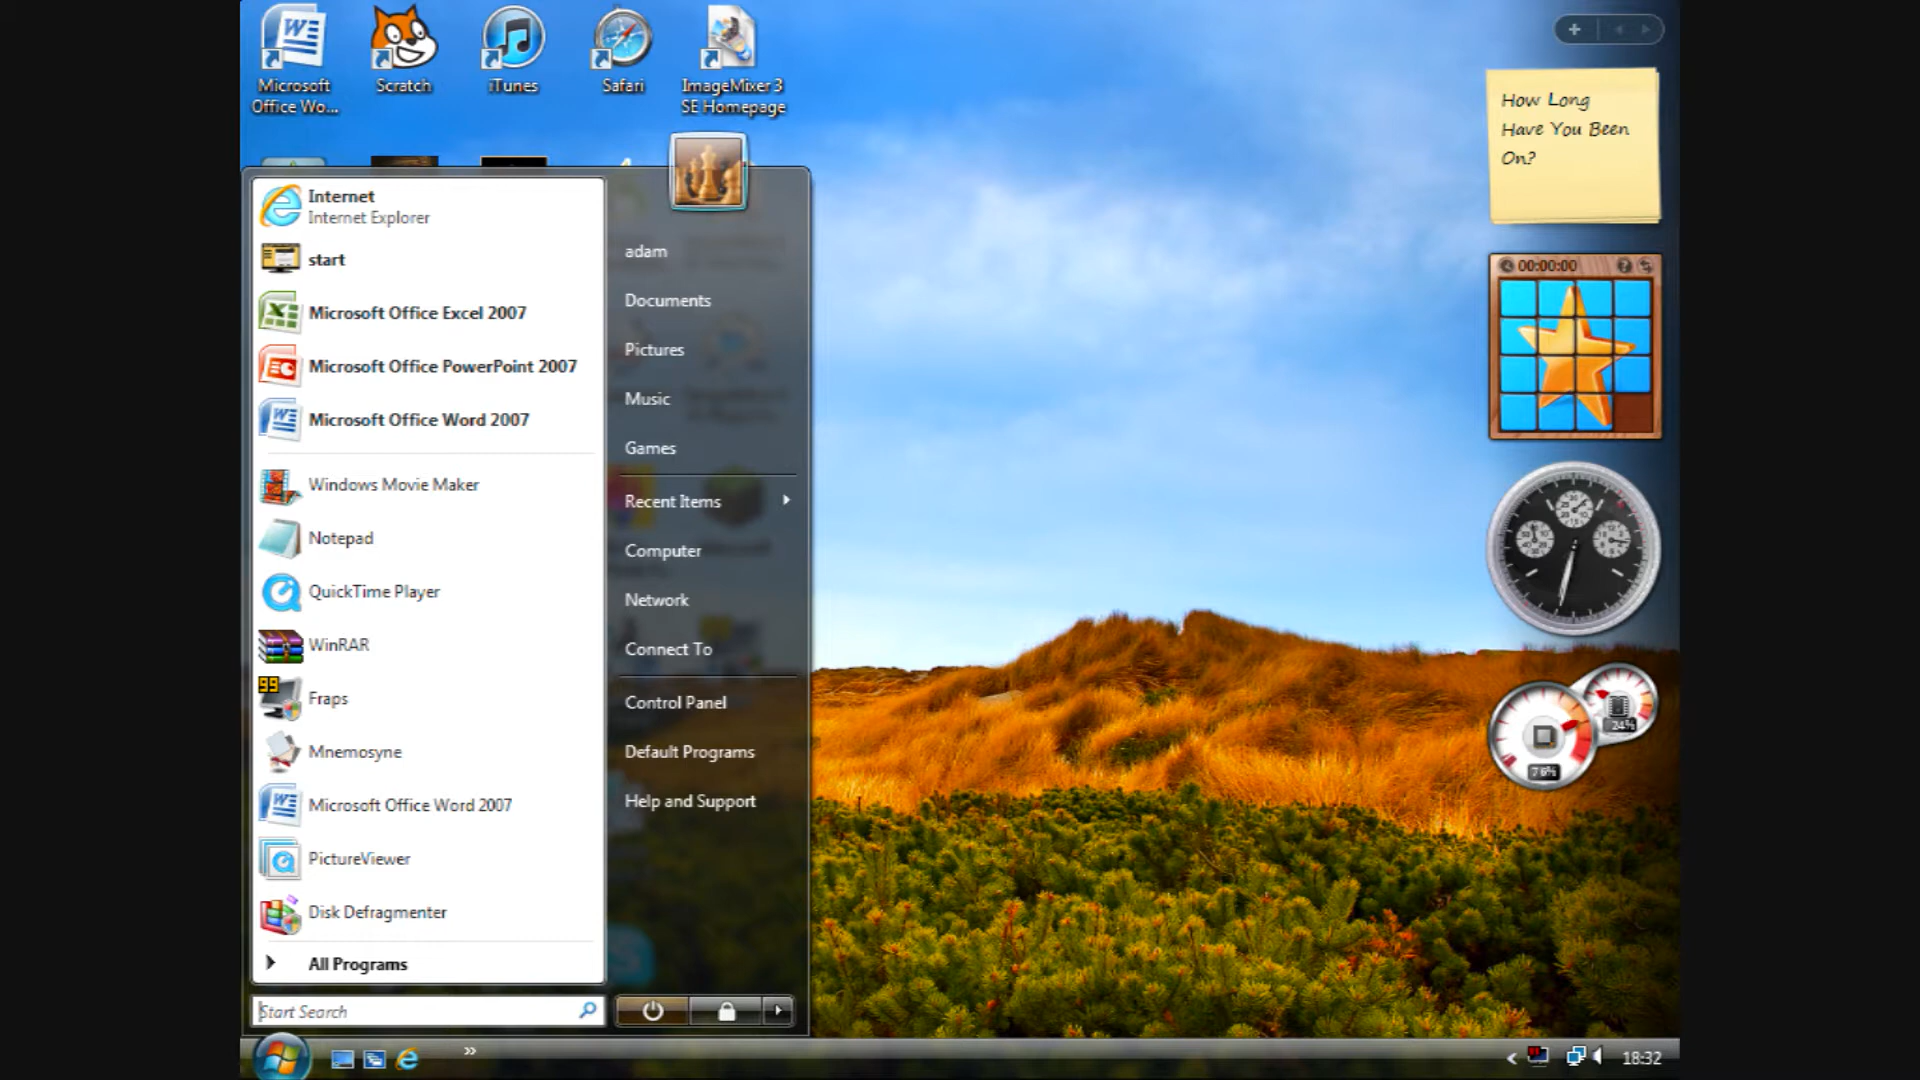 Microsoft
Office Wo...
Scratch
iTunes
Safari
ImageMixer 3
SE Homepage
How Long
Have You Been
On?
Internet
Internet Explorer
start
Microsoft Office Excel 2007
Microsoft Office PowerPoint 2007
Microsoft Office Word 2007
Windows Movie Maker
Notepad
QuickTime Player
WinRAR
99
Fraps
Mnemosyne
Microsoft Office Word 2007
PictureViewer
Disk Defragmenter
All Programs
Start Search
adam
Documents
Pictures
Music
Games
Recent Items
Computer
Network
Connect To
Control Panel
Default Programs
Help and Support
00:00:00
24%
76%
18:32